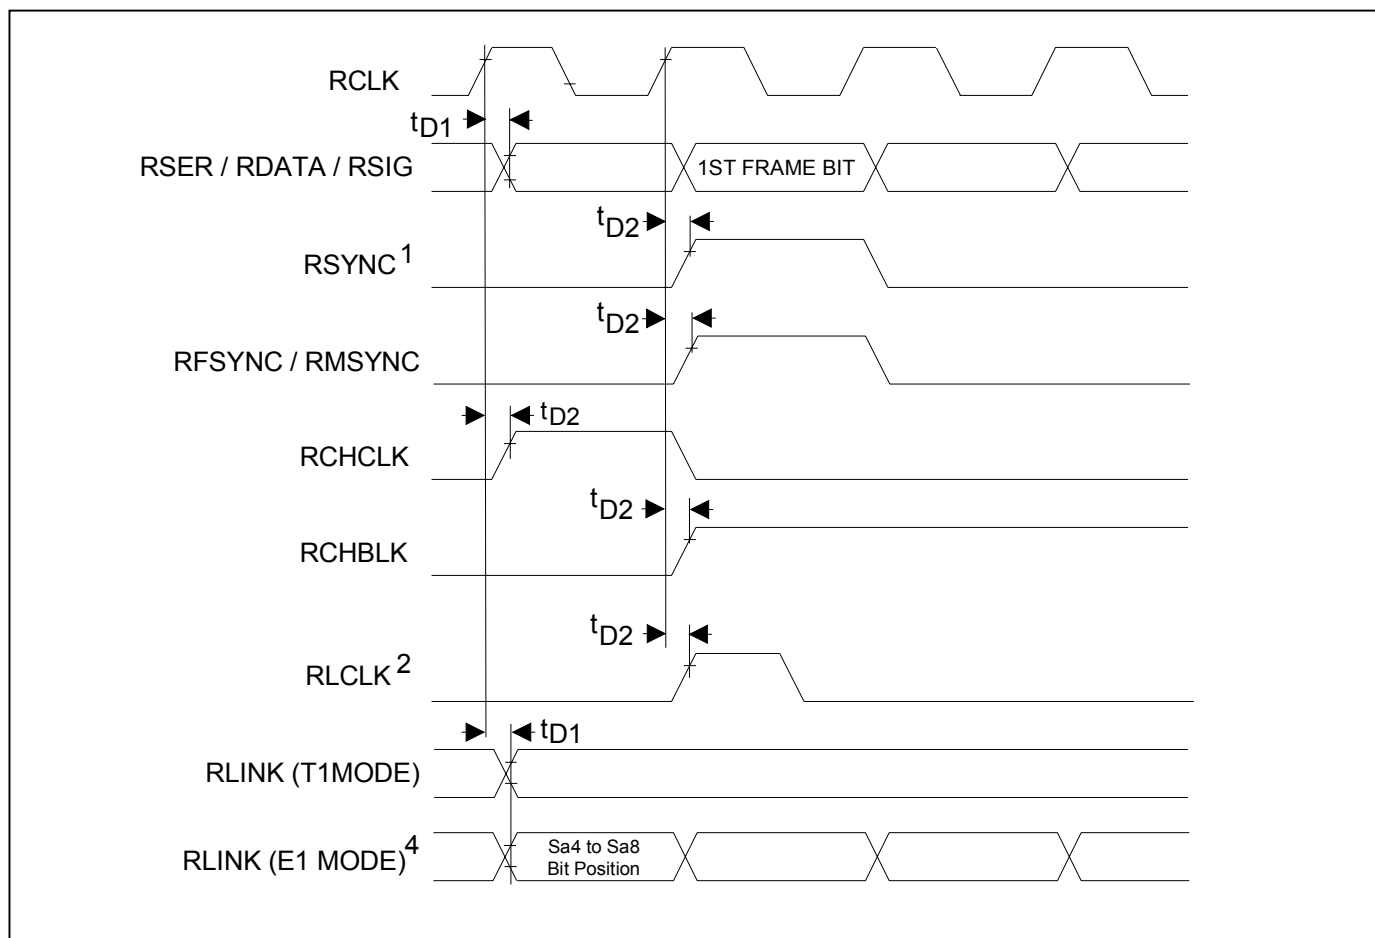 RCLK
tD1
RSER / RDATA / RSIG
1ST FRAME BIT
tD2
RSYNC1
tD2
RFSYNC / RMSYNC
tD2
RCHCLK
tD2
RCHBLK
tD2
RLCLK2
tD1
RLINK (T1MODE)
RLINK (E1 MODE)4
Sa4 to Sa8
Bit Position